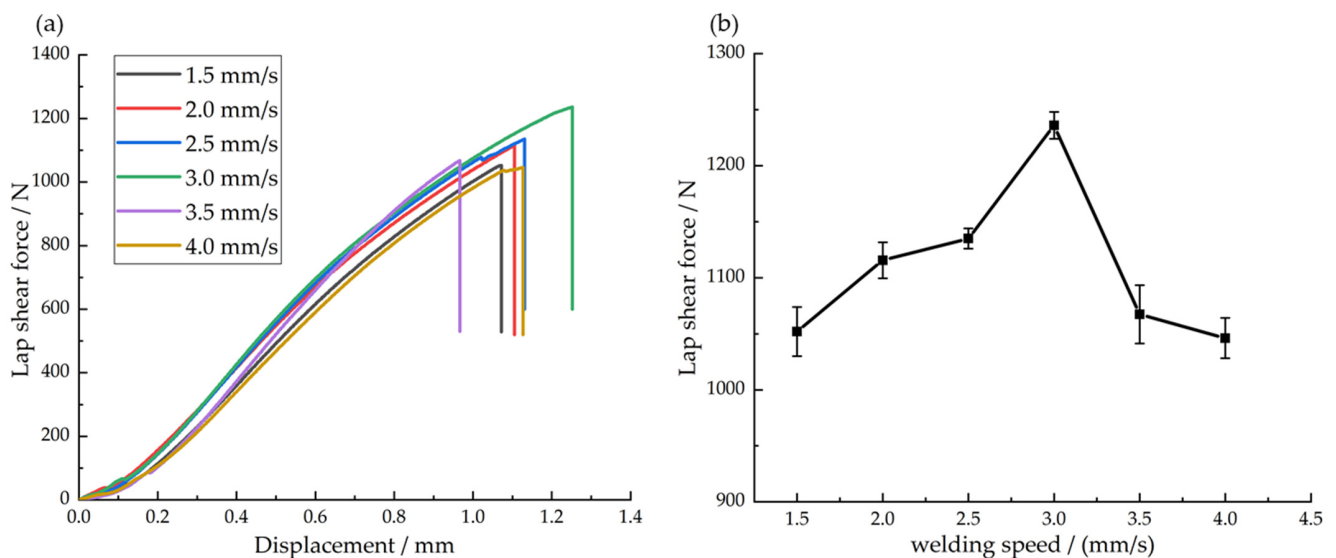 (a)
1400
1200
1000
800
600
400
200
0
Lap shear force / N
1.5 mm/s
2.0 mm/s
2.5 mm/s
3.0 mm/s
3.5 mm/s
4.0 mm/s
0.0 0.2 0.4 0.6 0.8 1.0 1.2 1.4
Displacement / mm
(b)
1300
1200
1100
1000
900
Lap shear force / N
1.5 2.0 2.5 3.0 3.5 4.0 4.5
welding speed / (mm/s)